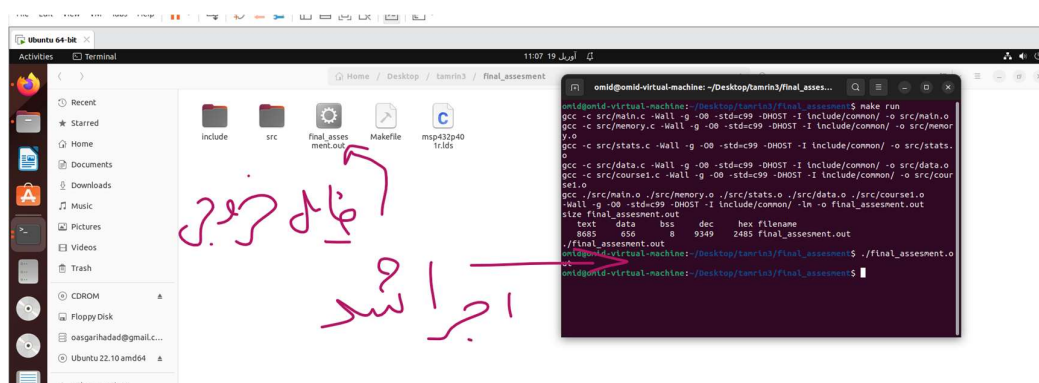 File Edit View VM Tabs Help
Ubuntu 64-bit
Activities
Terminal
11:07 19 آوریل
Home / Desktop / tamrin3 / final_assesment
Recent
Starred
Home
Documents
Downloads
Music
Pictures
Videos
Trash
CDROM
Floppy Disk
oasgarihadad@gmail.c...
Ubuntu 22.10 amd64
include
src
final_asses
ment.out
Makefile
msp432p40
1r.lds
فایل خروجی
اجرا شد
omid@omid-virtual-machine: ~/Desktop/tamrin3/final_asses...
omid@omid-virtual-machine:~/Desktop/tamrin3/final_assesment$ make run
gcc -c src/main.c -Wall -g -O0 -std=c99 -DHOST -I include/common/ -o src/main.o
gcc -c src/memory.c -Wall -g -O0 -std=c99 -DHOST -I include/common/ -o src/memor
y.o
gcc -c src/stats.c -Wall -g -O0 -std=c99 -DHOST -I include/common/ -o src/stats.
o
gcc -c src/data.c -Wall -g -O0 -std=c99 -DHOST -I include/common/ -o src/data.o
gcc -c src/course1.c -Wall -g -O0 -std=c99 -DHOST -I include/common/ -o src/cour
se1.o
gcc ./src/main.o ./src/memory.o ./src/stats.o ./src/data.o ./src/course1.o
-Wall -g -O0 -std=c99 -DHOST -I include/common/ -lm -o final_assesment.out
size final_assesment.out
text data bss dec hex filename
8685 656 8 9349 2485 final_assesment.out
./final_assesment.out
omid@omid-virtual-machine:~/Desktop/tamrin3/final_assesment$ ./final_assesment.o
ut
omid@omid-virtual-machine:~/Desktop/tamrin3/final_assesment$